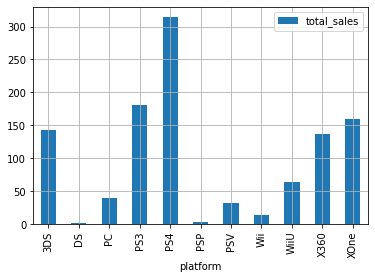 total_sales
300
250
200
150
100
50
0
3DS
DS
PC
PS3
PS4
PSP
PSV
Wii
WiiU
X360
XOne
platform